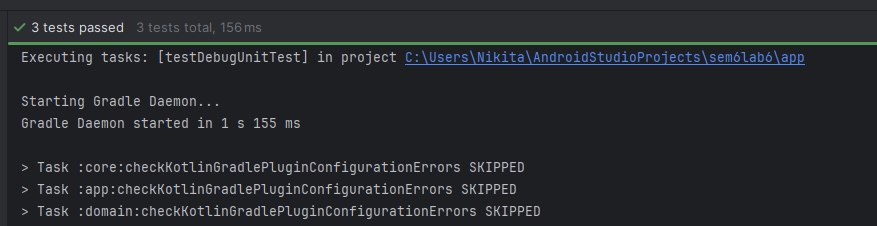 3 tests passed 3 tests total, 156 ms
Executing tasks: [testDebugUnitTest] in project C:\Users\Nikita\AndroidStudioProjects\sem6lab6\app
Starting Gradle Daemon...
Gradle Daemon started in 1 s 155 ms
> Task :core:checkKotlinGradlePluginConfigurationErrors SKIPPED
> Task :app:checkKotlinGradlePluginConfigurationErrors SKIPPED
> Task :domain:checkKotlinGradlePluginConfigurationErrors SKIPPED